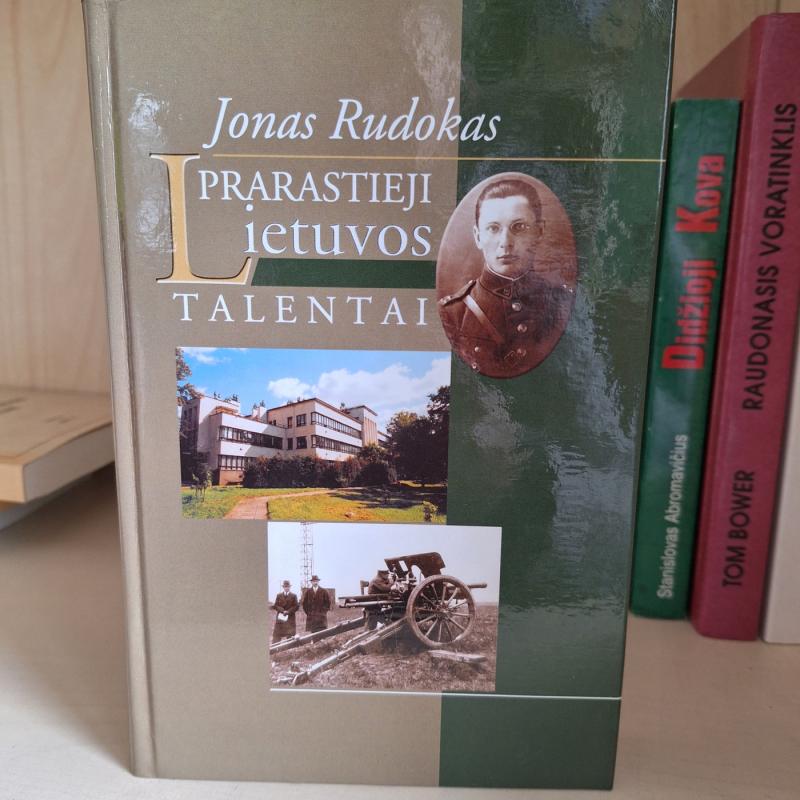 Jonas Rudokas
PRARASTIEJI
Lietuvos
TALENTAI
Stanislovas Abromavičius
Didžioji Kova
TOM BOWER
RAUDONASIS VORATINKLIS